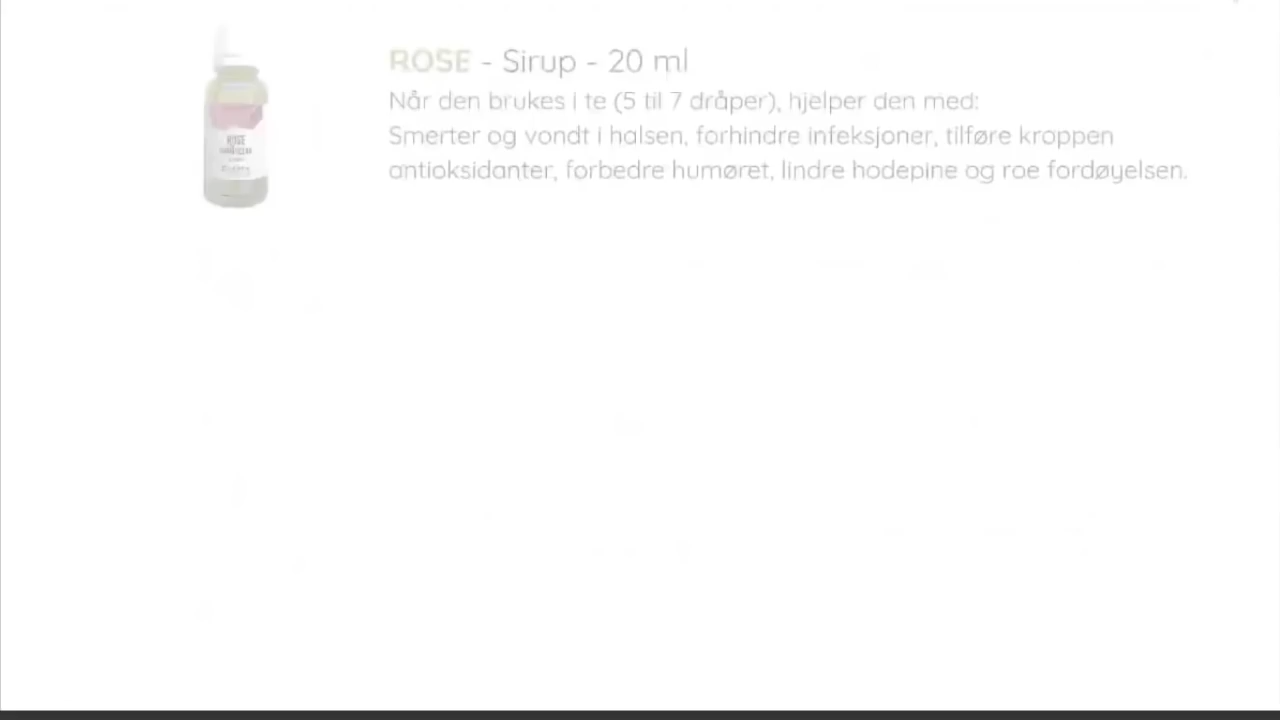 ROSE - Sirup - 20 ml
Når den brukes i te (5 til 7 dråper), hjelper den med:
Smerter og vondt i halsen, forhindre infeksjoner, tilføre kroppen
antioksidanter, forbedre humøret, lindre hodepine og roe fordøyelsen.